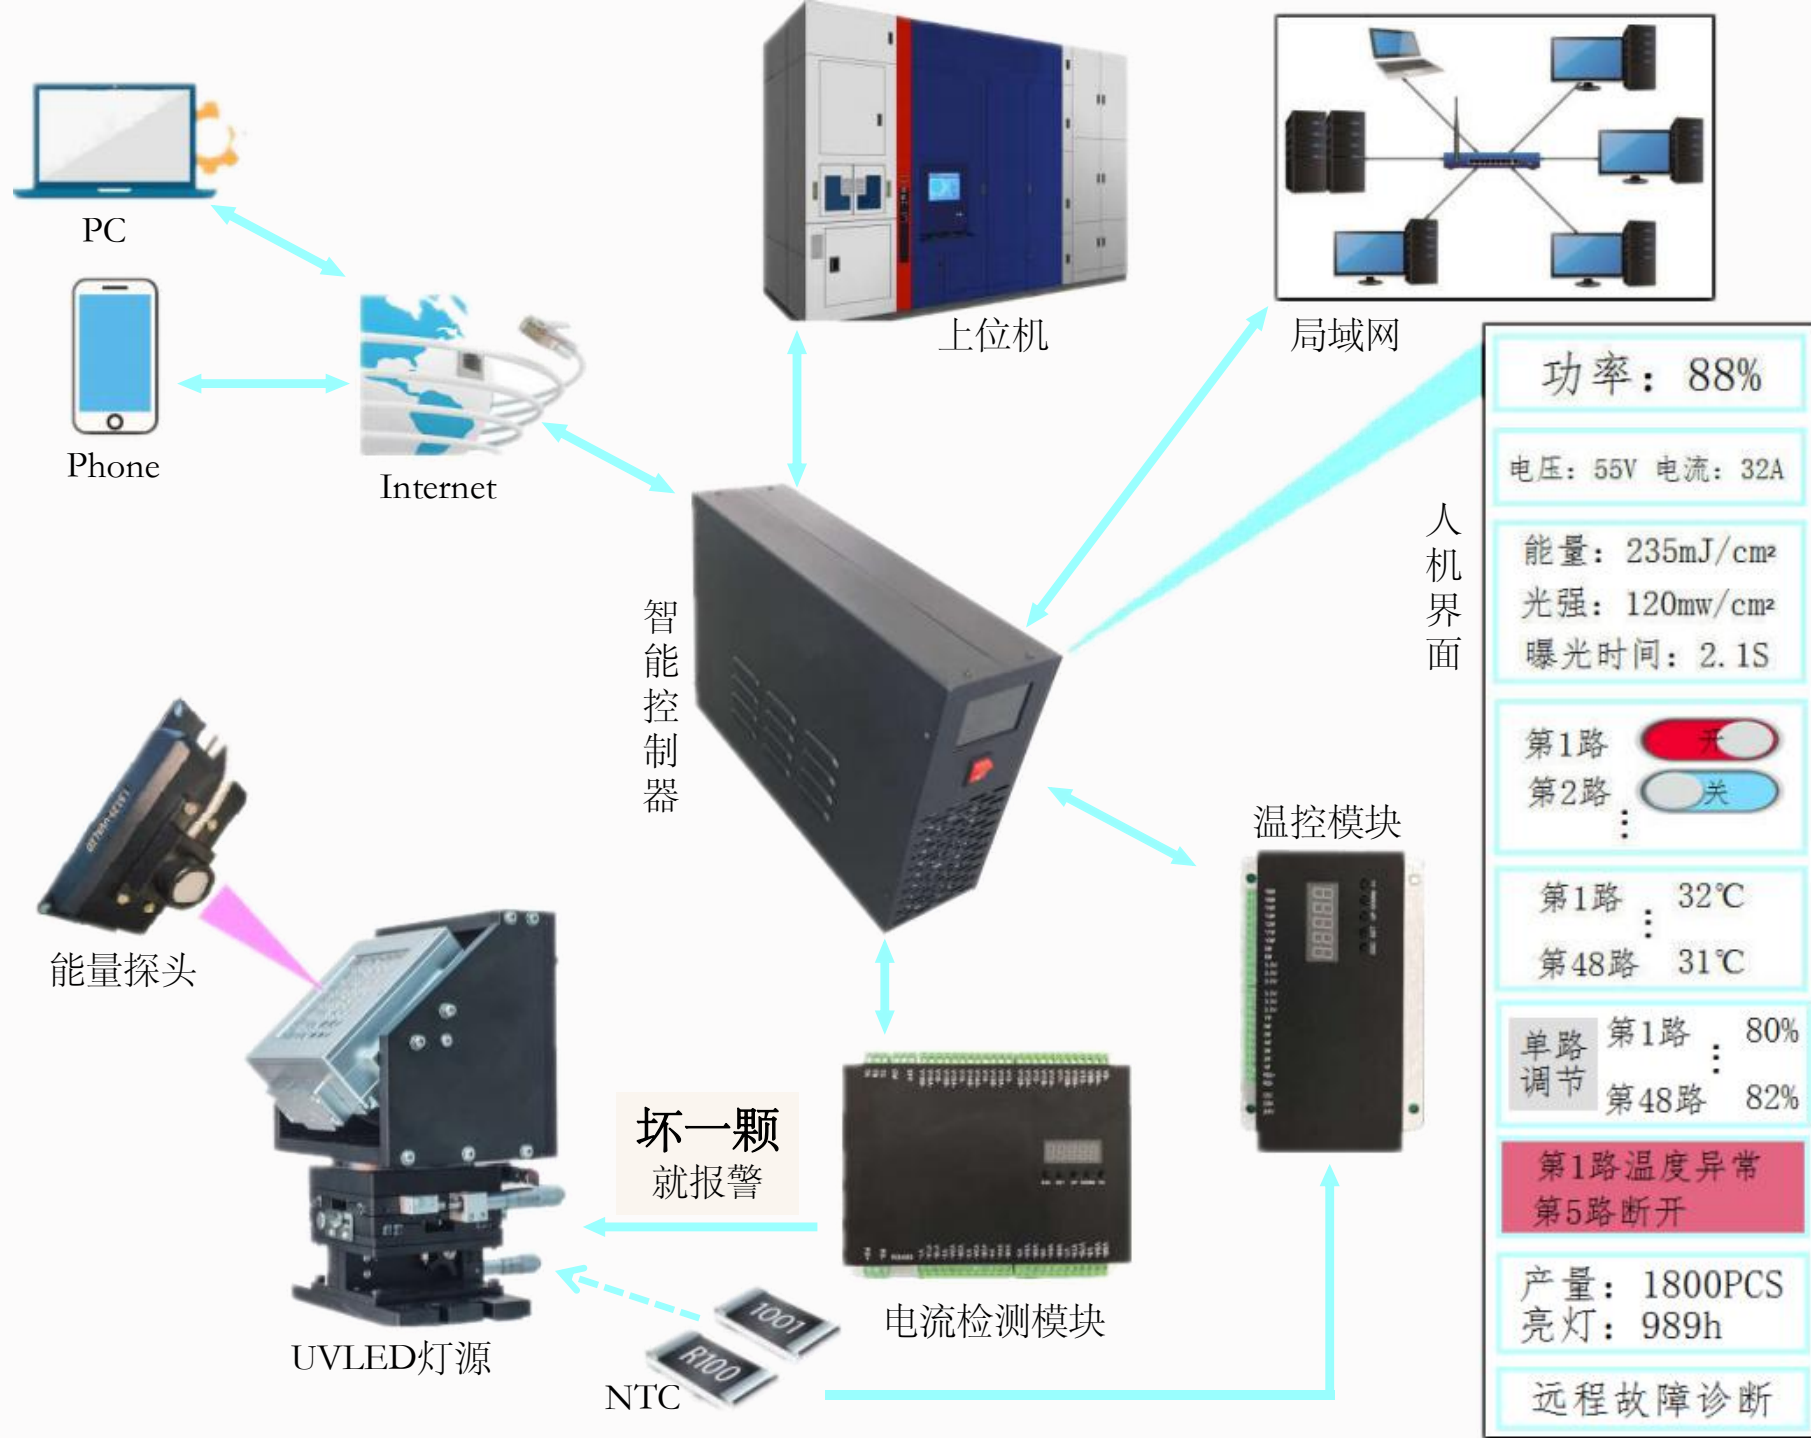 PC
Phone
Internet
上位机
局域网
智能控制器
人机界面
功率：88%
电压：55V 电流：32A
能量：235mJ/cm²
光强：120mw/cm²
曝光时间：2.1S
第1路 开
第2路 关
⋮
第1路 32℃
⋮
第48路 31℃
单路调节
第1路 80%
⋮
第48路 82%
第1路温度异常
第5路断开
产量：1800PCS
亮灯：989h
远程故障诊断
能量探头
温控模块
坏一颗
就报警
电流检测模块
UVLED灯源
1001
R100
NTC